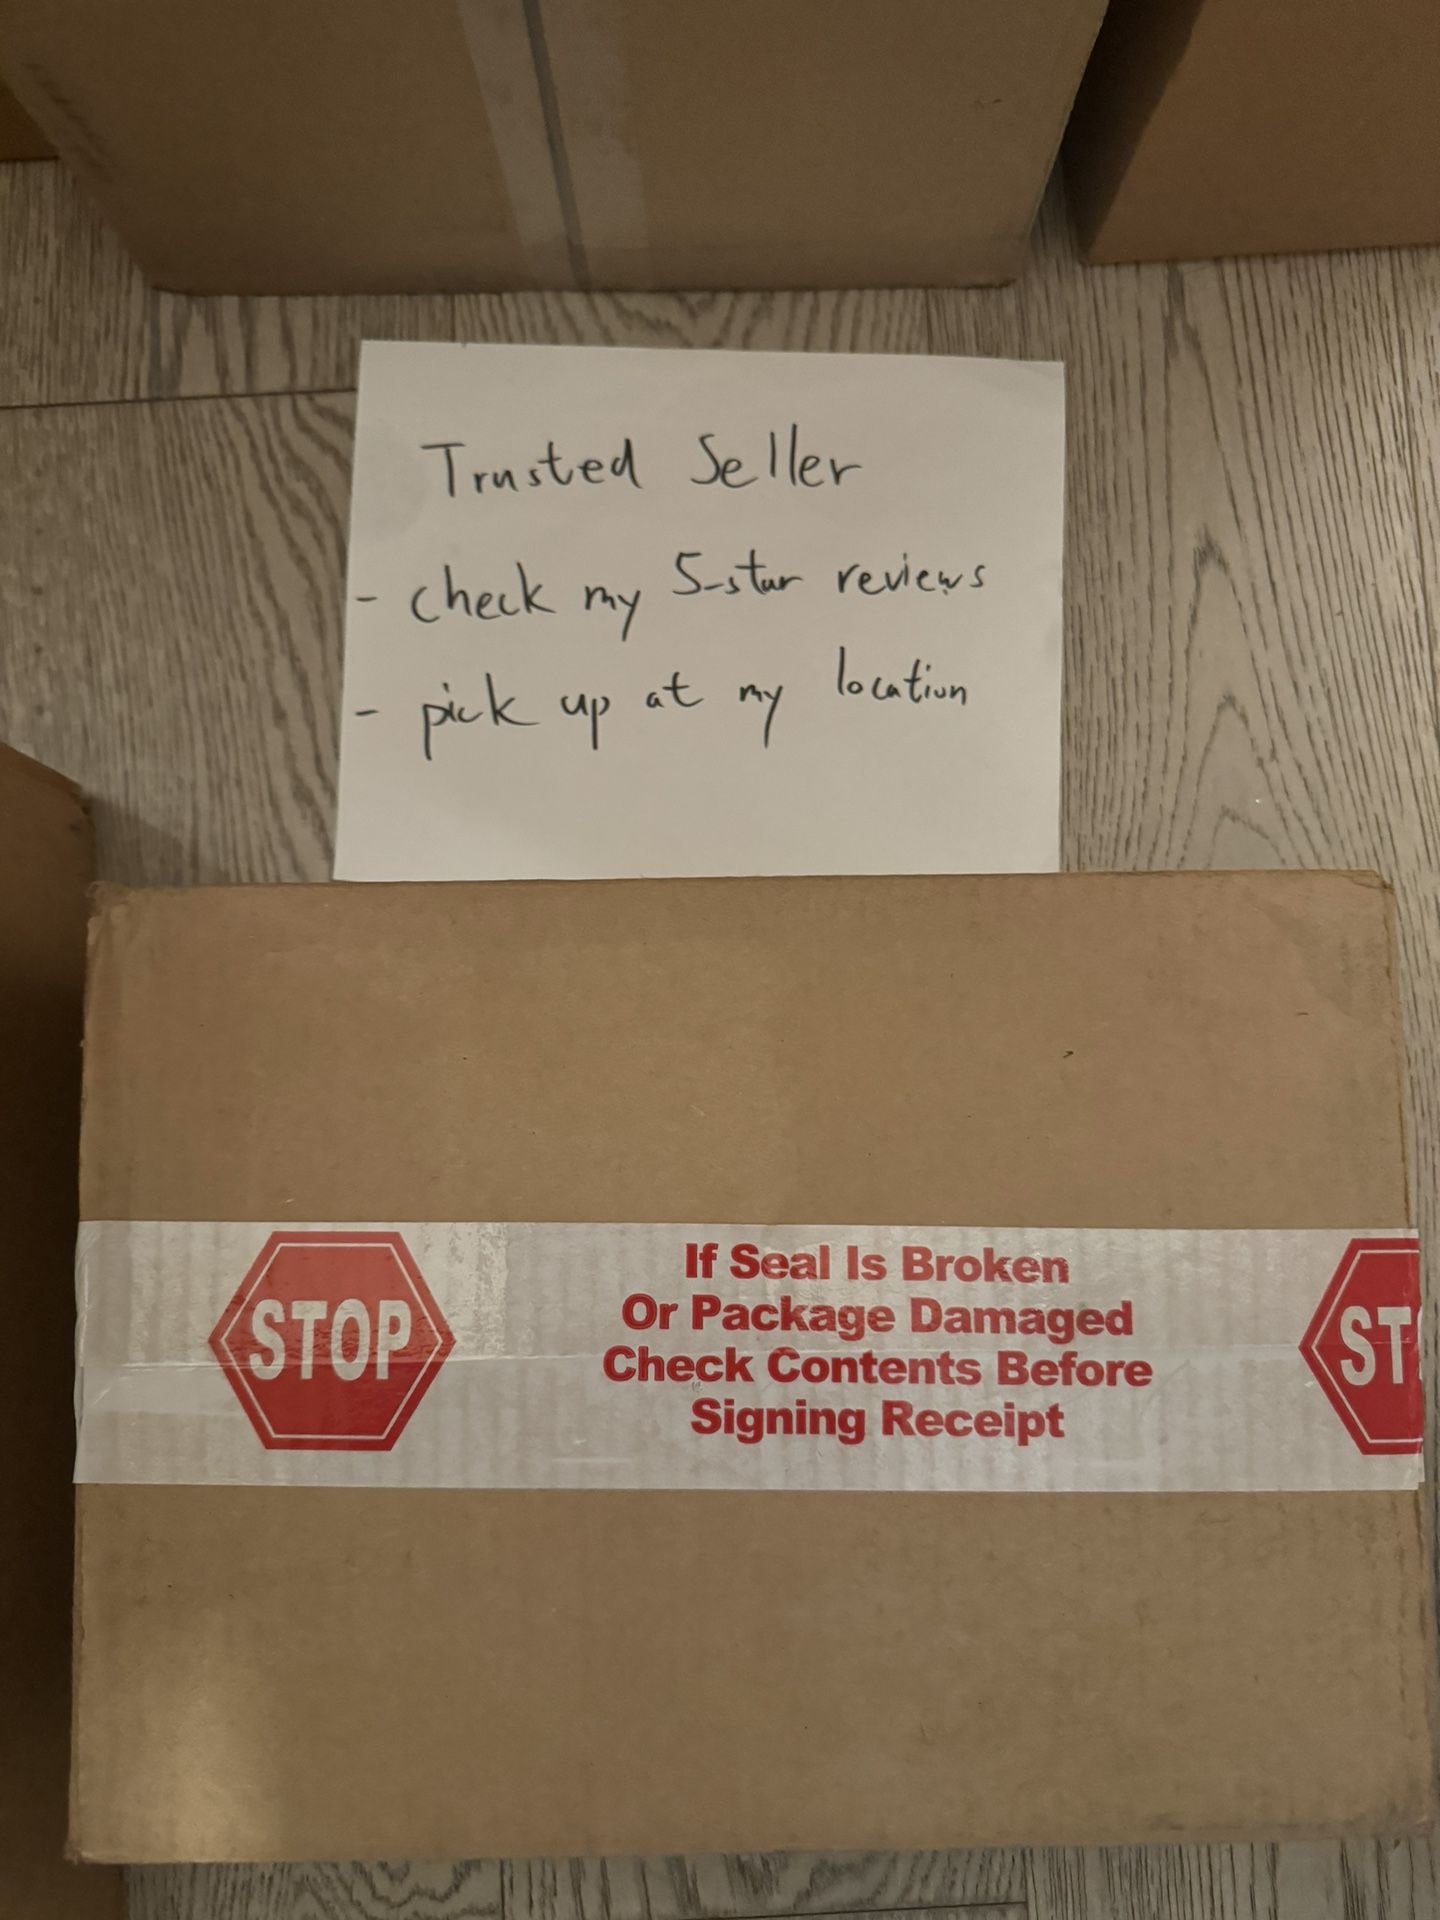 Trusted Seller
- check my 5-star reviews
- pick up at my location
STOP
If Seal Is Broken
Or Package Damaged
Check Contents Before
Signing Receipt
ST